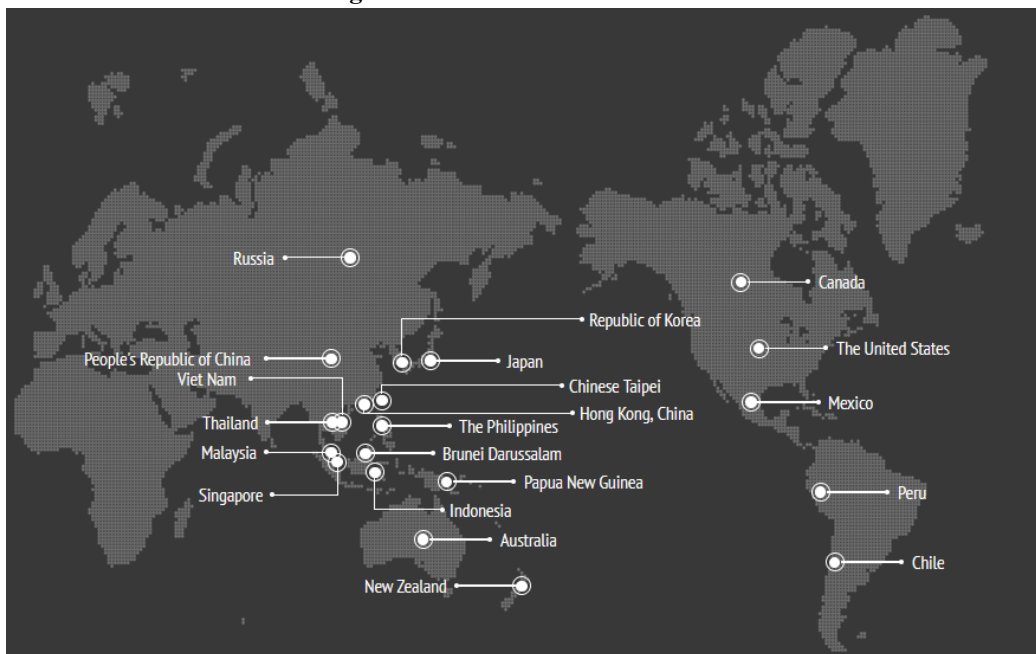 Russia
Canada
Republic of Korea
The United States
People's Republic of China
Japan
Viet Nam
Chinese Taipei
Mexico
Hong Kong, China
Thailand
The Philippines
Malaysia
Brunei Darussalam
Papua New Guinea
Singapore
Peru
Indonesia
Australia
Chile
New Zealand